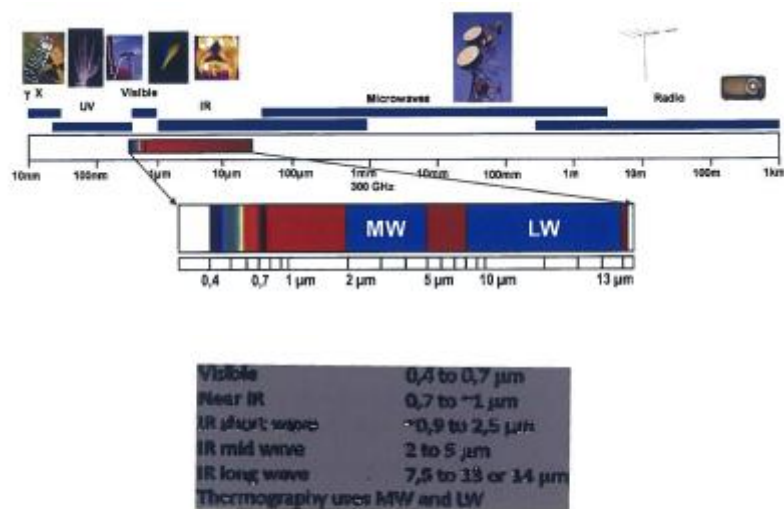 γ X
UV
Visible
IR
Microwaves
Radio
10nm 100nm 1μm 10μm 100μm 1mm 10mm 100mm 1m 10m 100m 1km
300 GHz
MW LW
0,4 0,7 1 μm 2 μm 5 μm 10 μm 13 μm
Visible 0,4 to 0,7 μm
Near IR 0,7 to ~1 μm
IR short wave ~0,9 to 2,5 μm
IR mid wave 2 to 5 μm
IR long wave 7,5 to 13 or 14 μm
Thermography uses MW and LW